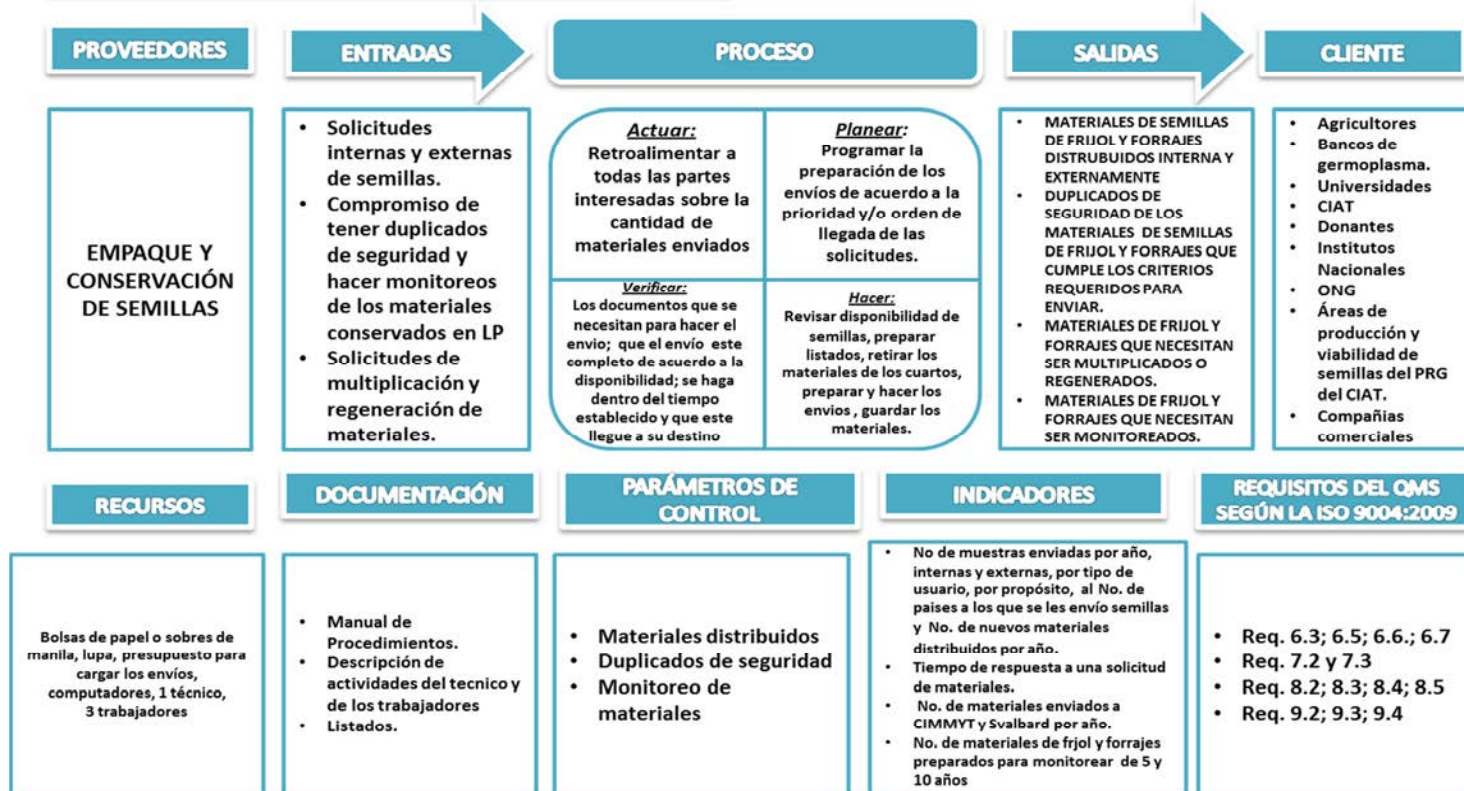 PROVEEDORES
ENTRADAS
PROCESO
SALIDAS
CLIENTE
EMPAQUE Y
CONSERVACIÓN
DE SEMILLAS
• Solicitudes
internas y externas
de semillas.
• Compromiso de
tener duplicados
de seguridad y
hacer monitoreos
de los materiales
conservados en LP
• Solicitudes de
multiplicación y
regeneración de
materiales.
Actuar:
Retroalimentar a
todas las partes
interesadas sobre la
cantidad de
materiales enviados
Planear:
Programar la
preparación de los
envíos de acuerdo a la
prioridad y/o orden de
llegada de las
solicitudes.
Verificar:
Los documentos que se
necesitan para hacer el
envio; que el envío este
completo de acuerdo a la
disponibilidad; se haga
dentro del tiempo
establecido y que este
llegue a su destino
Hacer:
Revisar disponibilidad de
semillas, preparar
listados, retirar los
materiales de los cuartos,
preparar y hacer los
envios , guardar los
materiales.
• MATERIALES DE SEMILLAS
DE FRIJOL Y FORRAJES
DISTRUBUIDOS INTERNA Y
EXTERNAMENTE
• DUPLICADOS DE
SEGURIDAD DE LOS
MATERIALES DE SEMILLAS
DE FRIJOL Y FORRAJES QUE
CUMPLE LOS CRITERIOS
REQUERIDOS PARA
ENVIAR.
• MATERIALES DE FRIJOL Y
FORRAJES QUE NECESITAN
SER MULTIPLICADOS O
REGENERADOS.
• MATERIALES DE FRIJOL Y
FORRAJES QUE NECESITAN
SER MONITOREADOS.
• Agricultores
• Bancos de
germoplasma.
• Universidades
• CIAT
• Donantes
• Institutos
Nacionales
• ONG
• Áreas de
producción y
viabilidad de
semillas del PRG
del CIAT.
• Compañias
comerciales
RECURSOS
DOCUMENTACIÓN
PARÁMETROS DE
CONTROL
INDICADORES
REQUISITOS DEL QMS
SEGÚN LA ISO 9004:2009
Bolsas de papel o sobres de
manila, lupa, presupuesto para
cargar los envíos,
computadores, 1 técnico,
3 trabajadores
• Manual de
Procedimientos.
• Descripción de
actividades del tecnico y
de los trabajadores
• Listados.
• Materiales distribuidos
• Duplicados de seguridad
• Monitoreo de
materiales
• No de muestras enviadas por año,
internas y externas, por tipo de
usuario, por propósito, al No. de
paises a los que se les envío semillas
y No. de nuevos materiales
distribuidos por año.
• Tiempo de respuesta a una solicitud
de materiales.
• No. de materiales enviados a
CIMMYT y Svalbard por año.
• No. de materiales de frjol y forrajes
preparados para monitorear de 5 y
10 años
• Req. 6.3; 6.5; 6.6.; 6.7
• Req. 7.2 y 7.3
• Req. 8.2; 8.3; 8.4; 8.5
• Req. 9.2; 9.3; 9.4